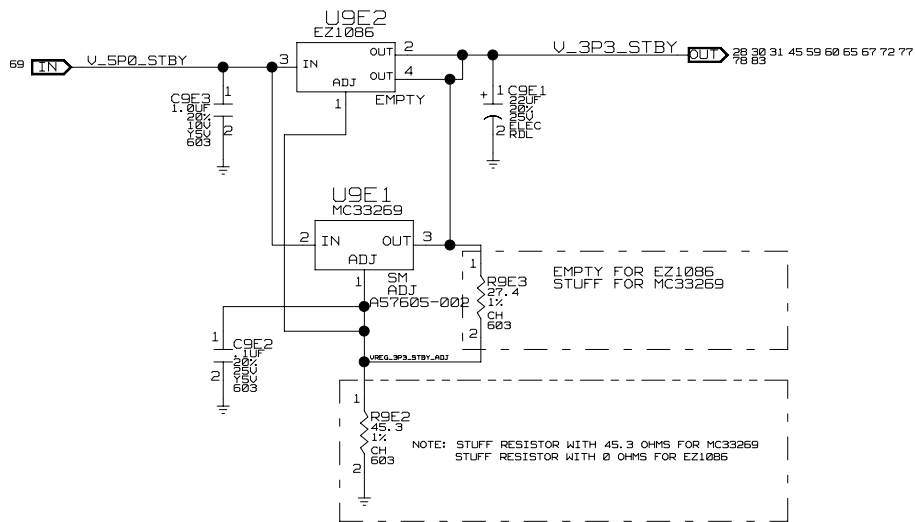 U9E2
EZ1086
69 IN V_5P0_STBY
3 IN OUT 2
OUT 4
ADJ
1
EMPTY
V_3P3_STBY
OUT 28 30 31 45 59 60 65 67 72 77
78 83
1
C9E3
1.0UF
20%
10V
Y5V
603
2
+ 1
C9E1
22UF
20%
25V
ELEC
RDL
2
U9E1
MC33269
2 IN OUT 3
ADJ
1
SM
ADJ
A57605-002
1
R9E3
27.4
1%
CH
603
2
EMPTY FOR EZ1086
STUFF FOR MC33269
1
C9E2
.1UF
20%
25V
Y5V
603
2
VREG_3P3_STBY_ADJ
1
R9E2
45.3
1%
CH
603
2
NOTE: STUFF RESISTOR WITH 45.3 OHMS FOR MC33269
STUFF RESISTOR WITH 0 OHMS FOR EZ1086